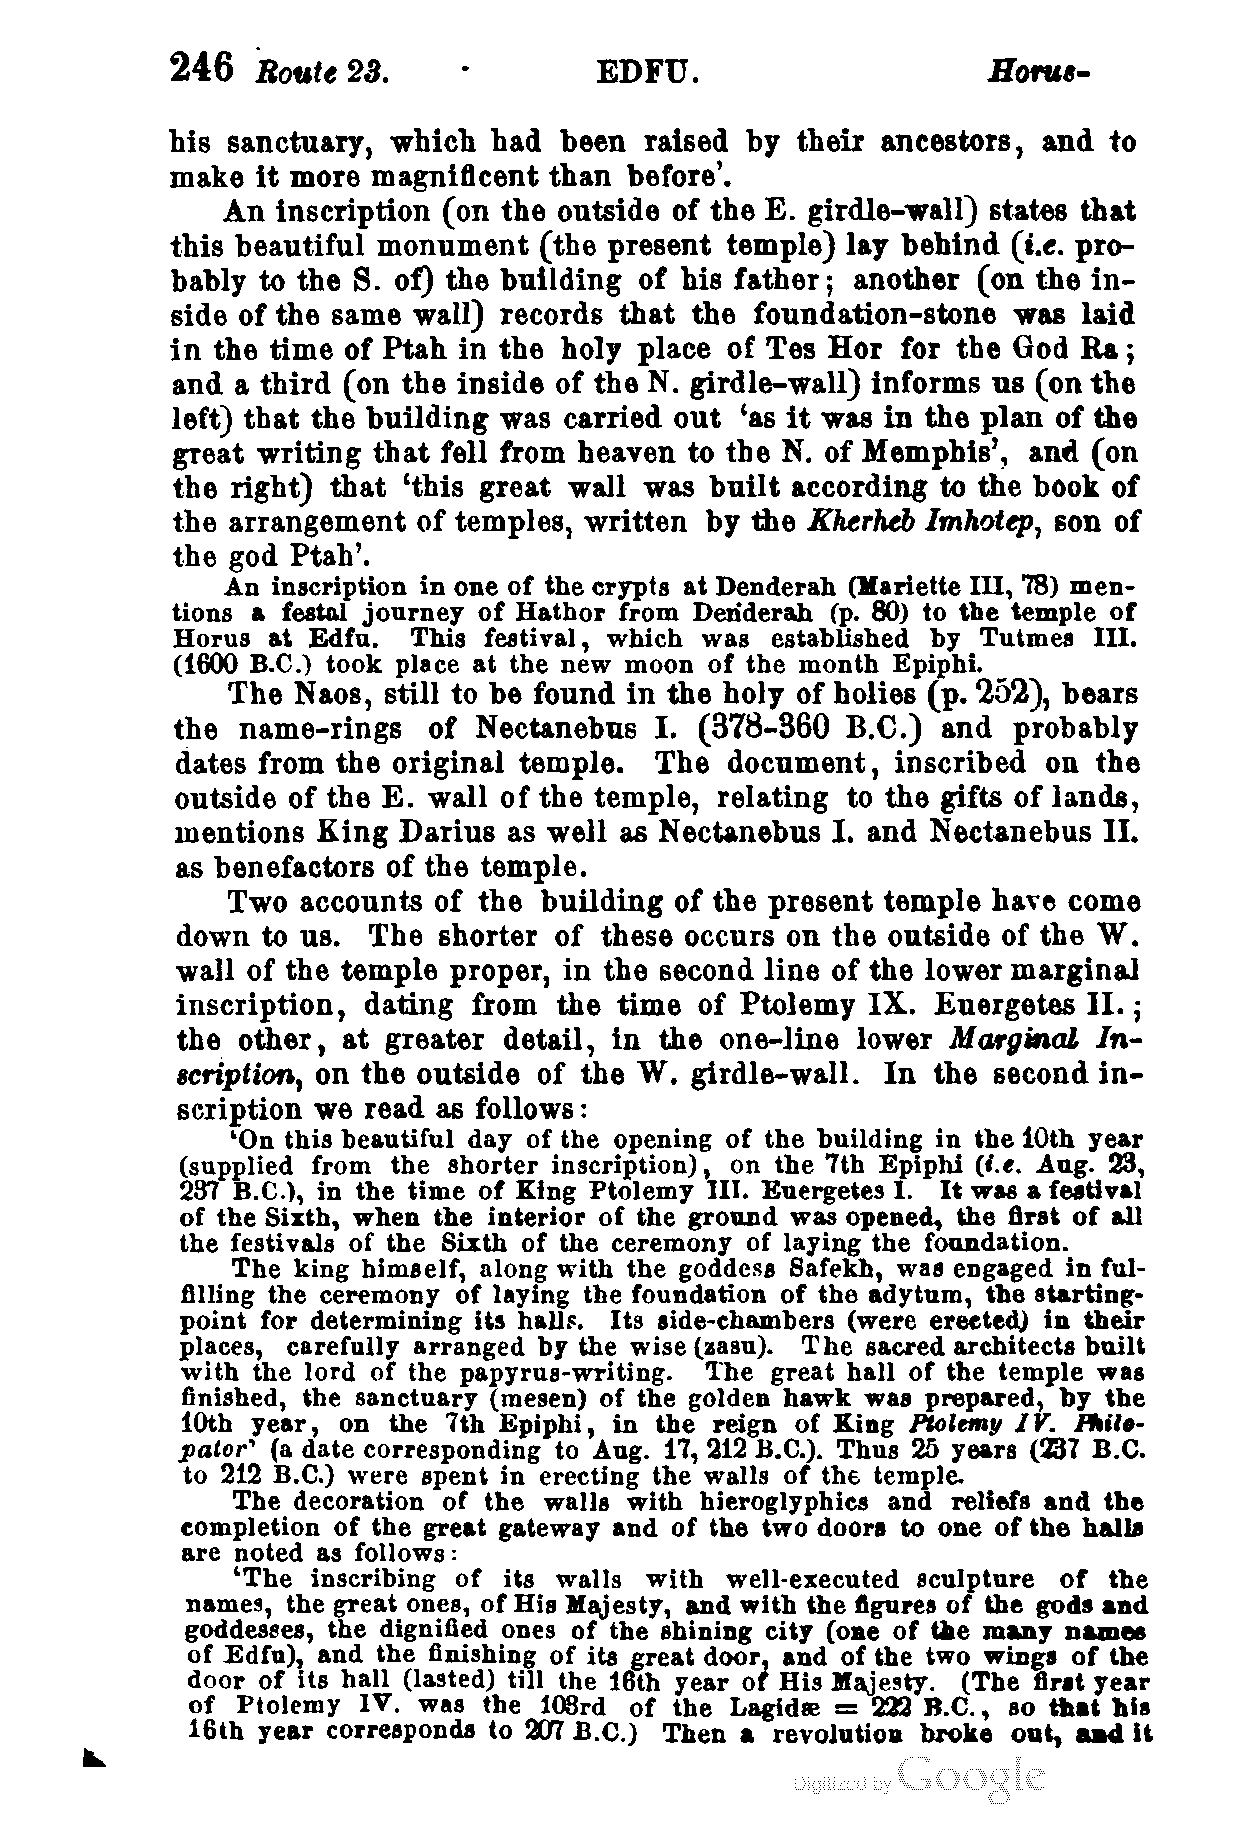 246 Route 23. EDFU. Horus-
his sanctuary, which had been raised by their ancestors, and to
make it more magnificent than before'.
An inscription (on the outside of the E. girdle-wall) states that
this beautiful monument (the present temple) lay behind (i.e. pro-
bably to the S. of) the building of his father; another (on the in-
side of the same wall) records that the foundation-stone was laid
in the time of Ptah in the holy place of Tes Hor for the God Ra;
and a third (on the inside of the N. girdle-wall) informs us (on the
left) that the building was carried out 'as it was in the plan of the
great writing that fell from heaven to the N. of Memphis', and (on
the right) that 'this great wall was built according to the book of
the arrangement of temples, written by the Kherheb Imhotep, son of
the god Ptah'.
An inscription in one of the crypts at Denderah (Mariette III, 78) men-
tions a festal journey of Hathor from Denderah (p. 80) to the temple of
Horus at Edfu. This festival, which was established by Tutmes III.
(1600 B.C.) took place at the new moon of the month Epiphi.
The Naos, still to be found in the holy of holies (p. 252), bears
the name-rings of Nectanebus I. (378-360 B.C.) and probably
dates from the original temple. The document, inscribed on the
outside of the E. wall of the temple, relating to the gifts of lands,
mentions King Darius as well as Nectanebus I. and Nectanebus II.
as benefactors of the temple.
Two accounts of the building of the present temple have come
down to us. The shorter of these occurs on the outside of the W.
wall of the temple proper, in the second line of the lower marginal
inscription, dating from the time of Ptolemy IX. Euergetes II.;
the other, at greater detail, in the one-line lower Marginal In-
scription, on the outside of the W. girdle-wall. In the second in-
scription we read as follows:
'On this beautiful day of the opening of the building in the 10th year
(supplied from the shorter inscription), on the 7th Epiphi (i.e. Aug. 23,
237 B.C.), in the time of King Ptolemy III. Euergetes I. It was a festival
of the Sixth, when the interior of the ground was opened, the first of all
the festivals of the Sixth of the ceremony of laying the foundation.
The king himself, along with the goddess Safekh, was engaged in ful-
filling the ceremony of laying the foundation of the adytum, the starting-
point for determining its halls. Its side-chambers (were erected) in their
places, carefully arranged by the wise (zasu). The sacred architects built
with the lord of the papyrus-writing. The great hall of the temple was
finished, the sanctuary (mesen) of the golden hawk was prepared, by the
10th year, on the 7th Epiphi, in the reign of King Ptolemy IV. Philo-
pator' (a date corresponding to Aug. 17, 212 B.C.). Thus 25 years (237 B.C.
to 212 B.C.) were spent in erecting the walls of the temple.
The decoration of the walls with hieroglyphics and reliefs and the
completion of the great gateway and of the two doors to one of the halls
are noted as follows:
'The inscribing of its walls with well-executed sculpture of the
names, the great ones, of His Majesty, and with the figures of the gods and
goddesses, the dignified ones of the shining city (one of the many names
of Edfu), and the finishing of its great door, and of the two wings of the
door of its hall (lasted) till the 16th year of His Majesty. (The first year
of Ptolemy IV. was the 103rd of the Lagidæ = 222 B.C., so that his
16th year corresponds to 207 B.C.) Then a revolution broke out, and it
Digitized by Google